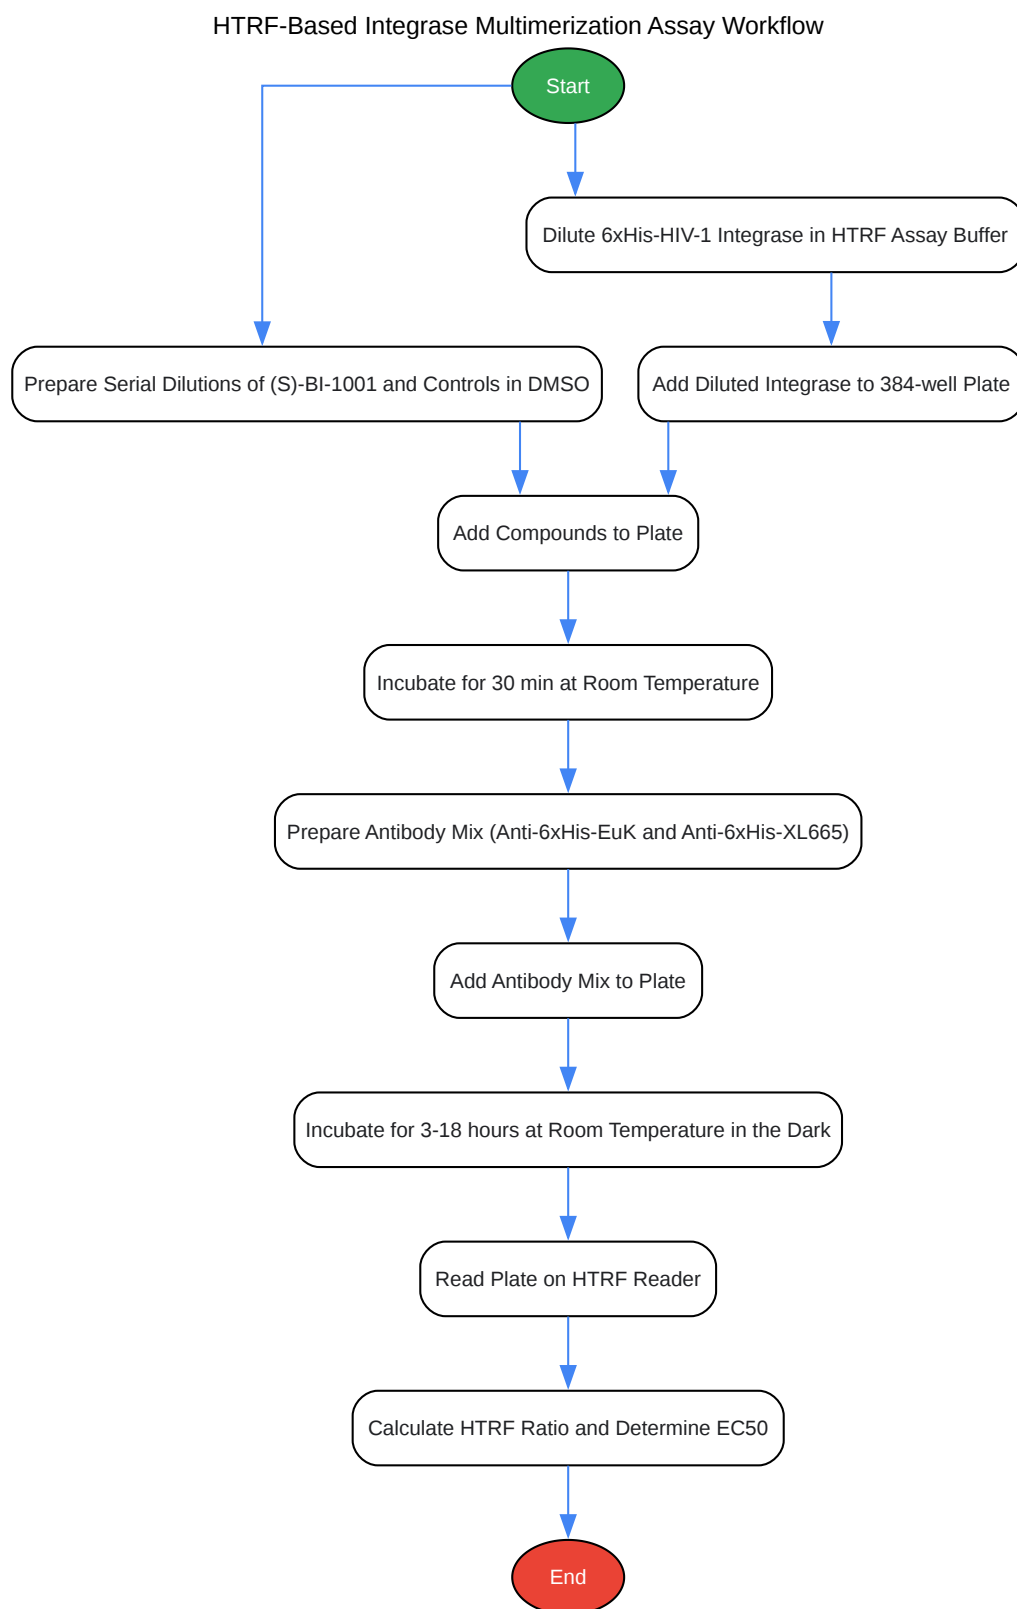 HTRF-Based Integrase Multimerization Assay Workflow
Start
Dilute 6xHis-HIV-1 Integrase in HTRF Assay Buffer
Prepare Serial Dilutions of (S)-BI-1001 and Controls in DMSO
Add Diluted Integrase to 384-well Plate
Add Compounds to Plate
Incubate for 30 min at Room Temperature
Prepare Antibody Mix (Anti-6xHis-EuK and Anti-6xHis-XL665)
Add Antibody Mix to Plate
Incubate for 3-18 hours at Room Temperature in the Dark
Read Plate on HTRF Reader
Calculate HTRF Ratio and Determine EC50
End